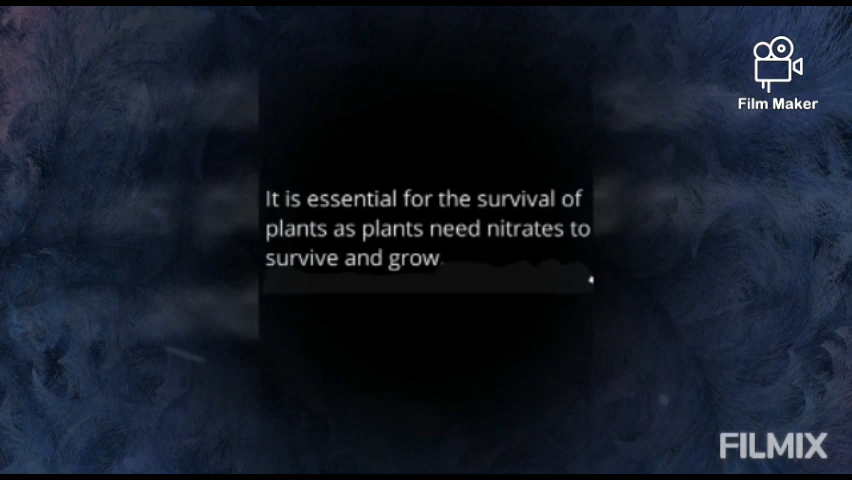 Film Maker
It is essential for the survival of
plants as plants need nitrates to
survive and grow
FILMIX